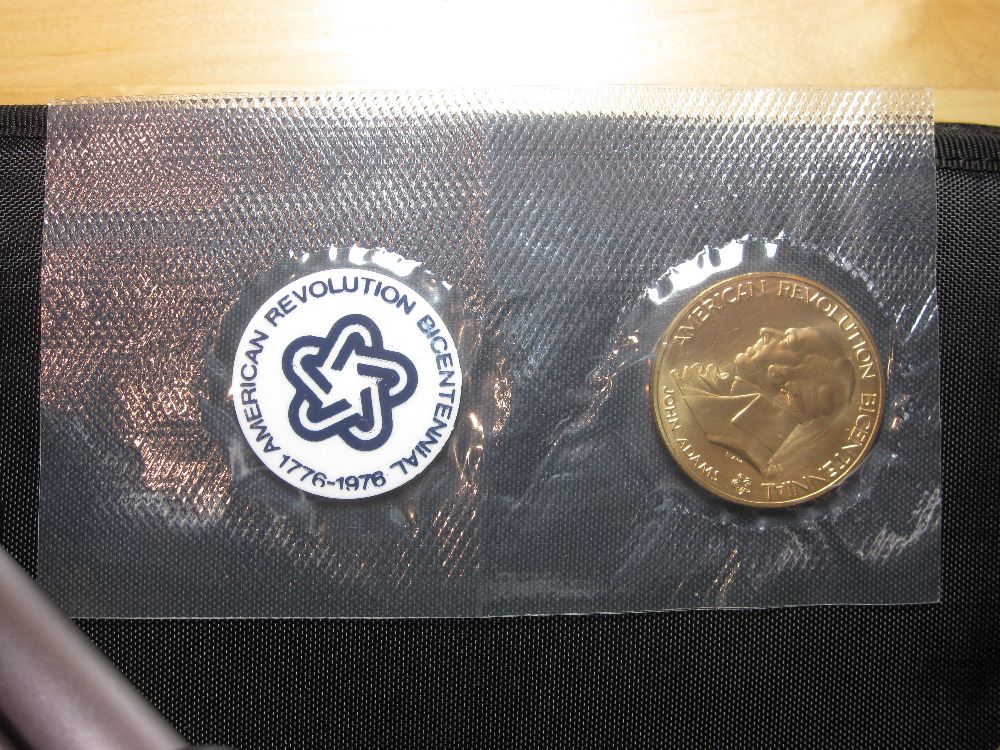 AMERICAN REVOLUTION BICENTENNIAL
1776-1976
AMERICAN REVOLUTION BICENTENNIAL
JOHN ADAMS